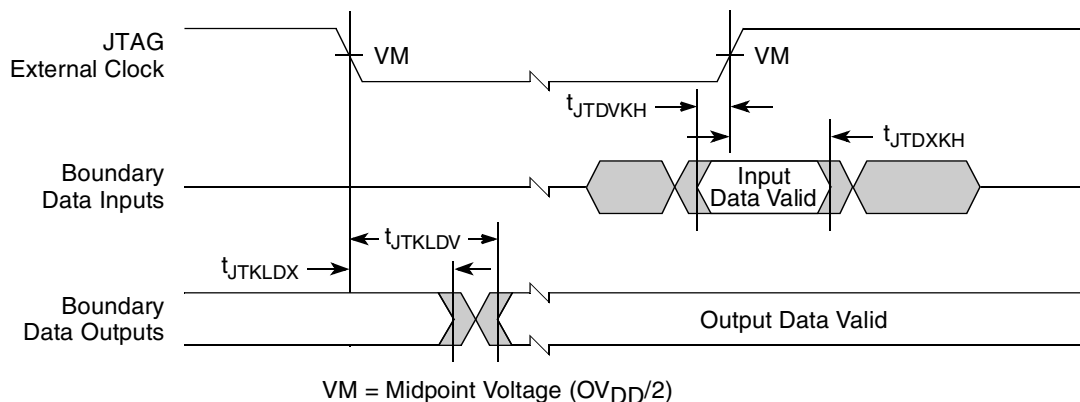 JTAG
External Clock
VM
VM
tJTDVKH
tJTDXKH
Boundary
Data Inputs
Input
Data Valid
tJTKLDV
tJTKLDX
Boundary
Data Outputs
Output Data Valid
VM = Midpoint Voltage (OVDD/2)